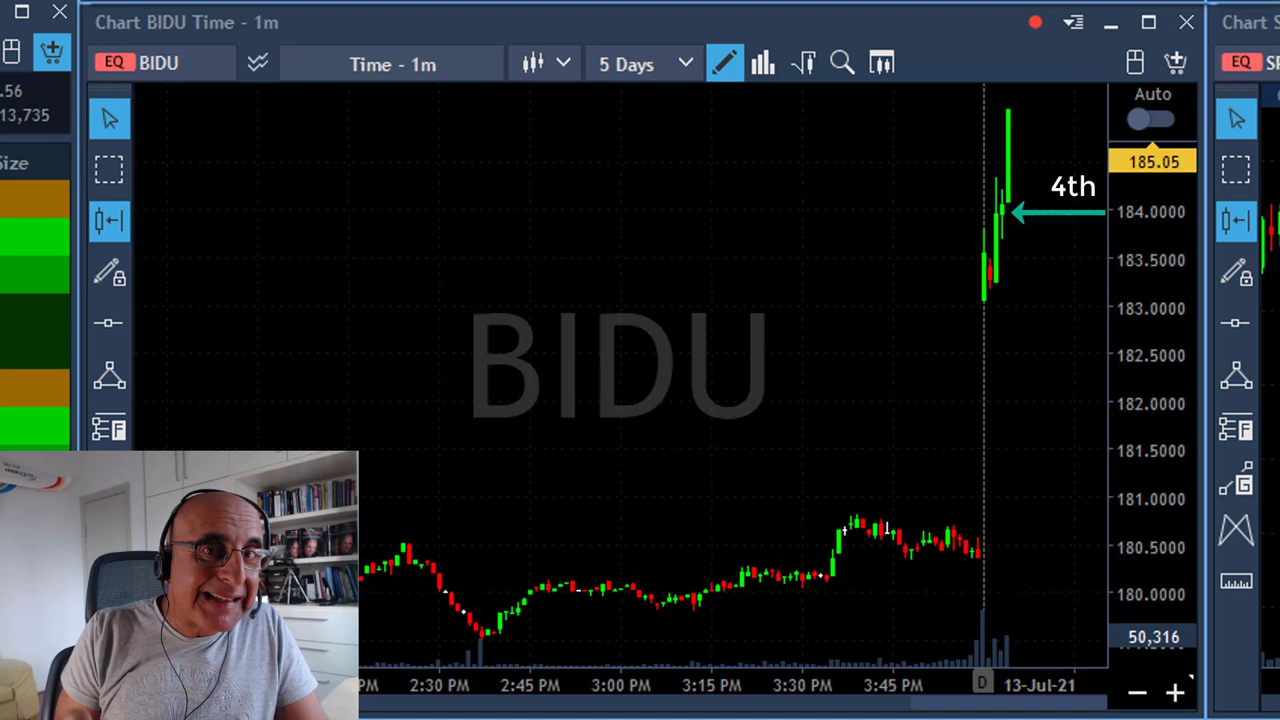 Chart BIDU Time - 1m
Chart S
EQ BIDU
Time - 1m
5 Days
EQ
.56
13,735
Size
Auto
185.05
4th
184.0000
183.5000
183.0000
182.5000
182.0000
181.5000
181.0000
180.5000
180.0000
50,316
BIDU
F
F
G
PM
2:30 PM
2:45 PM
3:00 PM
3:15 PM
3:30 PM
3:45 PM
D
13-Jul-21